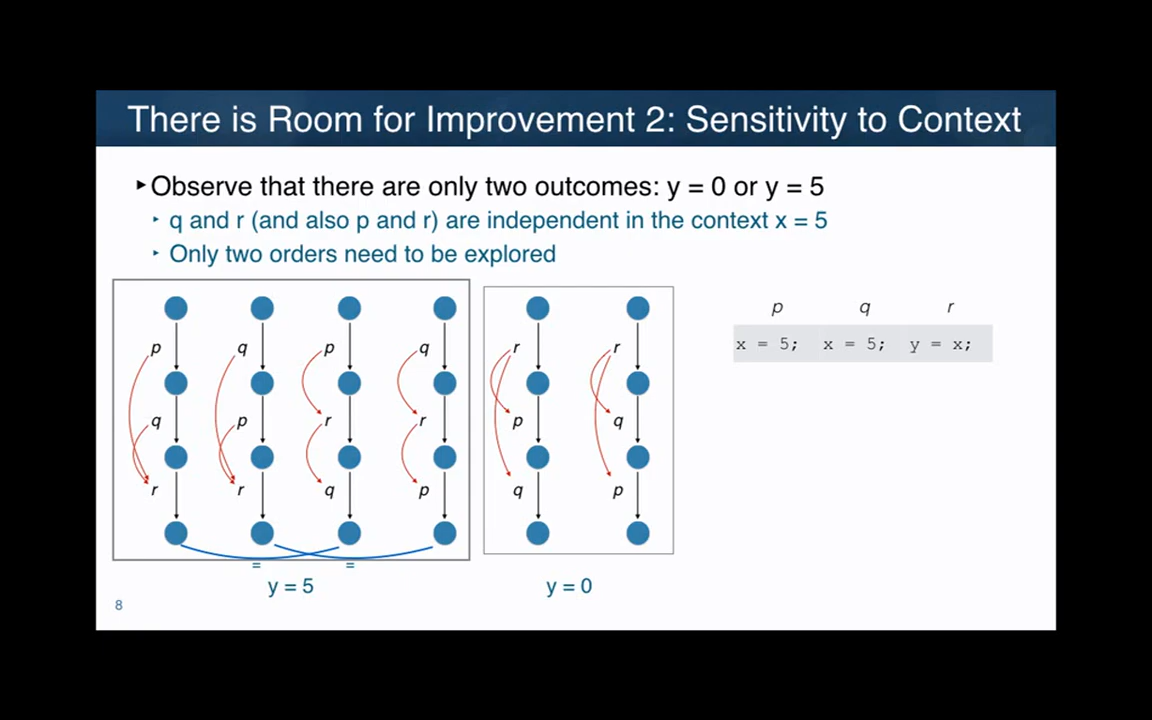 There is Room for Improvement 2: Sensitivity to Context
Observe that there are only two outcomes: y = 0 or y = 5
q and r (and also p and r) are independent in the context x = 5
Only two orders need to be explored
p q r
x = 5; x = 5; y = x;
p q p q r r
q p r r p q
r r q p q p
= =
y = 5 y = 0
8